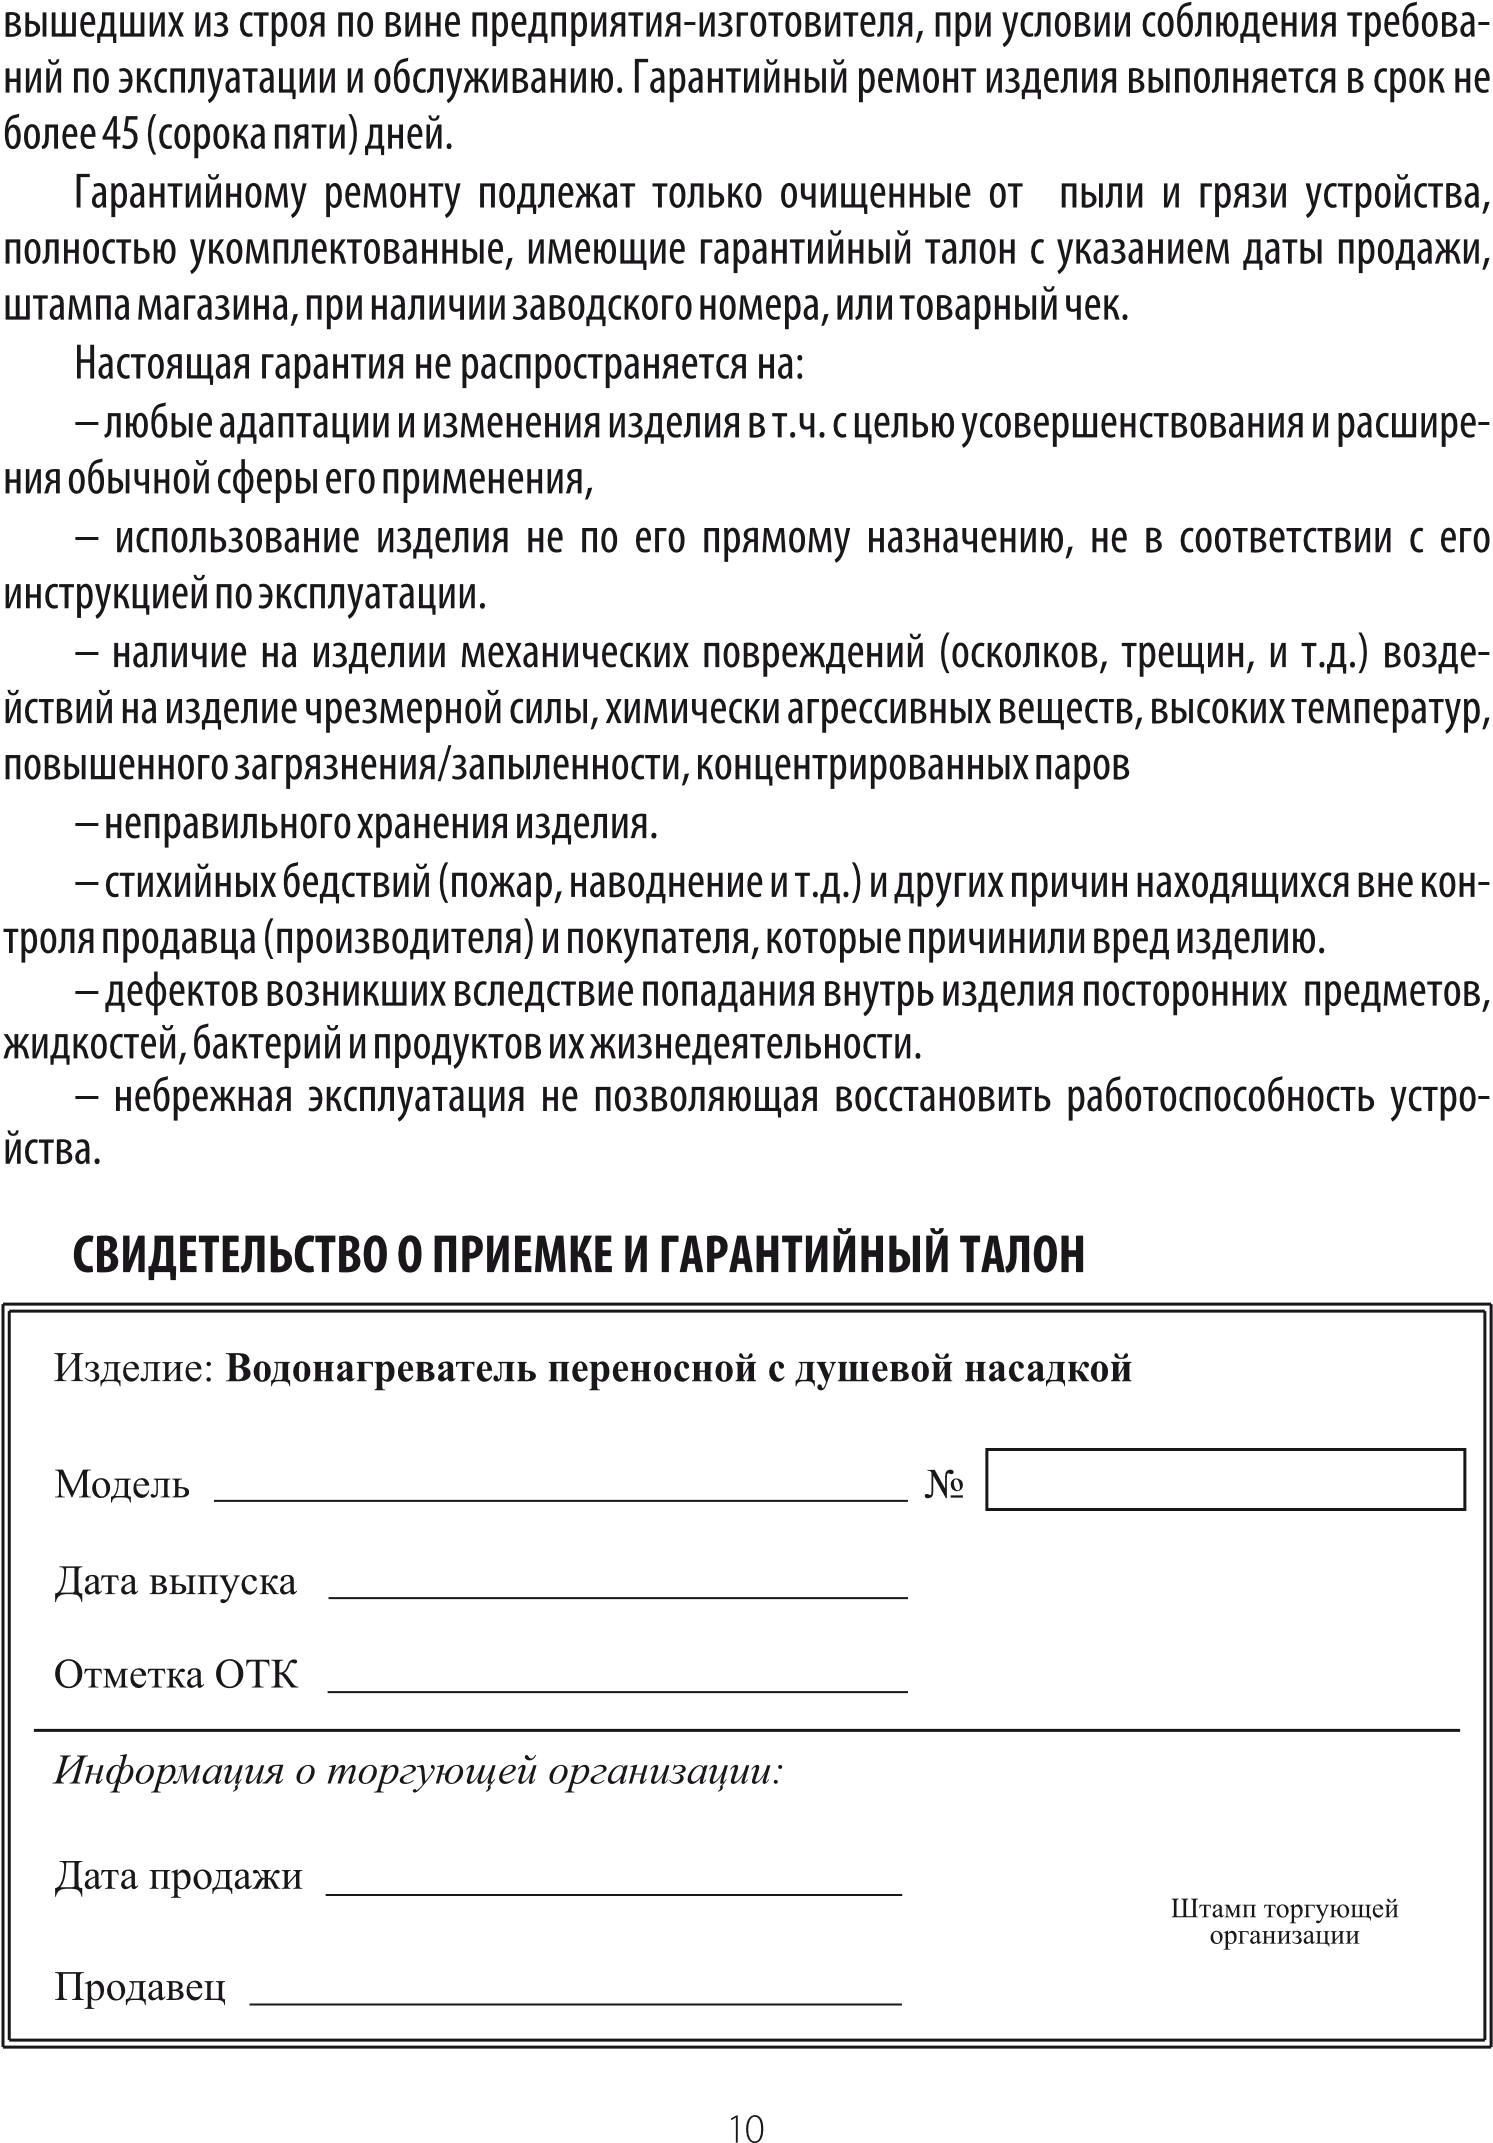 вышедших из строя по вине предприятия-изготовителя, при условии соблюдения требова-
ний по эксплуатации и обслуживанию. Гарантийный ремонт изделия выполняется в срок не
более 45 (сорока пяти) дней.
Гарантийному ремонту подлежат только очищенные от пыли и грязи устройства,
полностью укомплектованные, имеющие гарантийный талон с указанием даты продажи,
штампа магазина, при наличии заводского номера, или товарный чек.
Настоящая гарантия не распространяется на:
– любые адаптации и изменения изделия в т.ч. с целью усовершенствования и расшире-
ния обычной сферы его применения,
– использование изделия не по его прямому назначению, не в соответствии с его
инструкцией по эксплуатации.
– наличие на изделии механических повреждений (осколков, трещин, и т.д.) возде-
йствий на изделие чрезмерной силы, химически агрессивных веществ, высоких температур,
повышенного загрязнения/запыленности, концентрированных паров
– неправильного хранения изделия.
– стихийных бедствий (пожар, наводнение и т.д.) и других причин находящихся вне кон-
троля продавца (производителя) и покупателя, которые причинили вред изделию.
– дефектов возникших вследствие попадания внутрь изделия посторонних предметов,
жидкостей, бактерий и продуктов их жизнедеятельности.
– небрежная эксплуатация не позволяющая восстановить работоспособность устро-
йства.
СВИДЕТЕЛЬСТВО О ПРИЕМКЕ И ГАРАНТИЙНЫЙ ТАЛОН
Изделие: Водонагреватель переносной с душевой насадкой
Модель №
Дата выпуска
Отметка ОТК
Информация о торгующей организации:
Дата продажи
Штамп торгующей
организации
Продавец
10